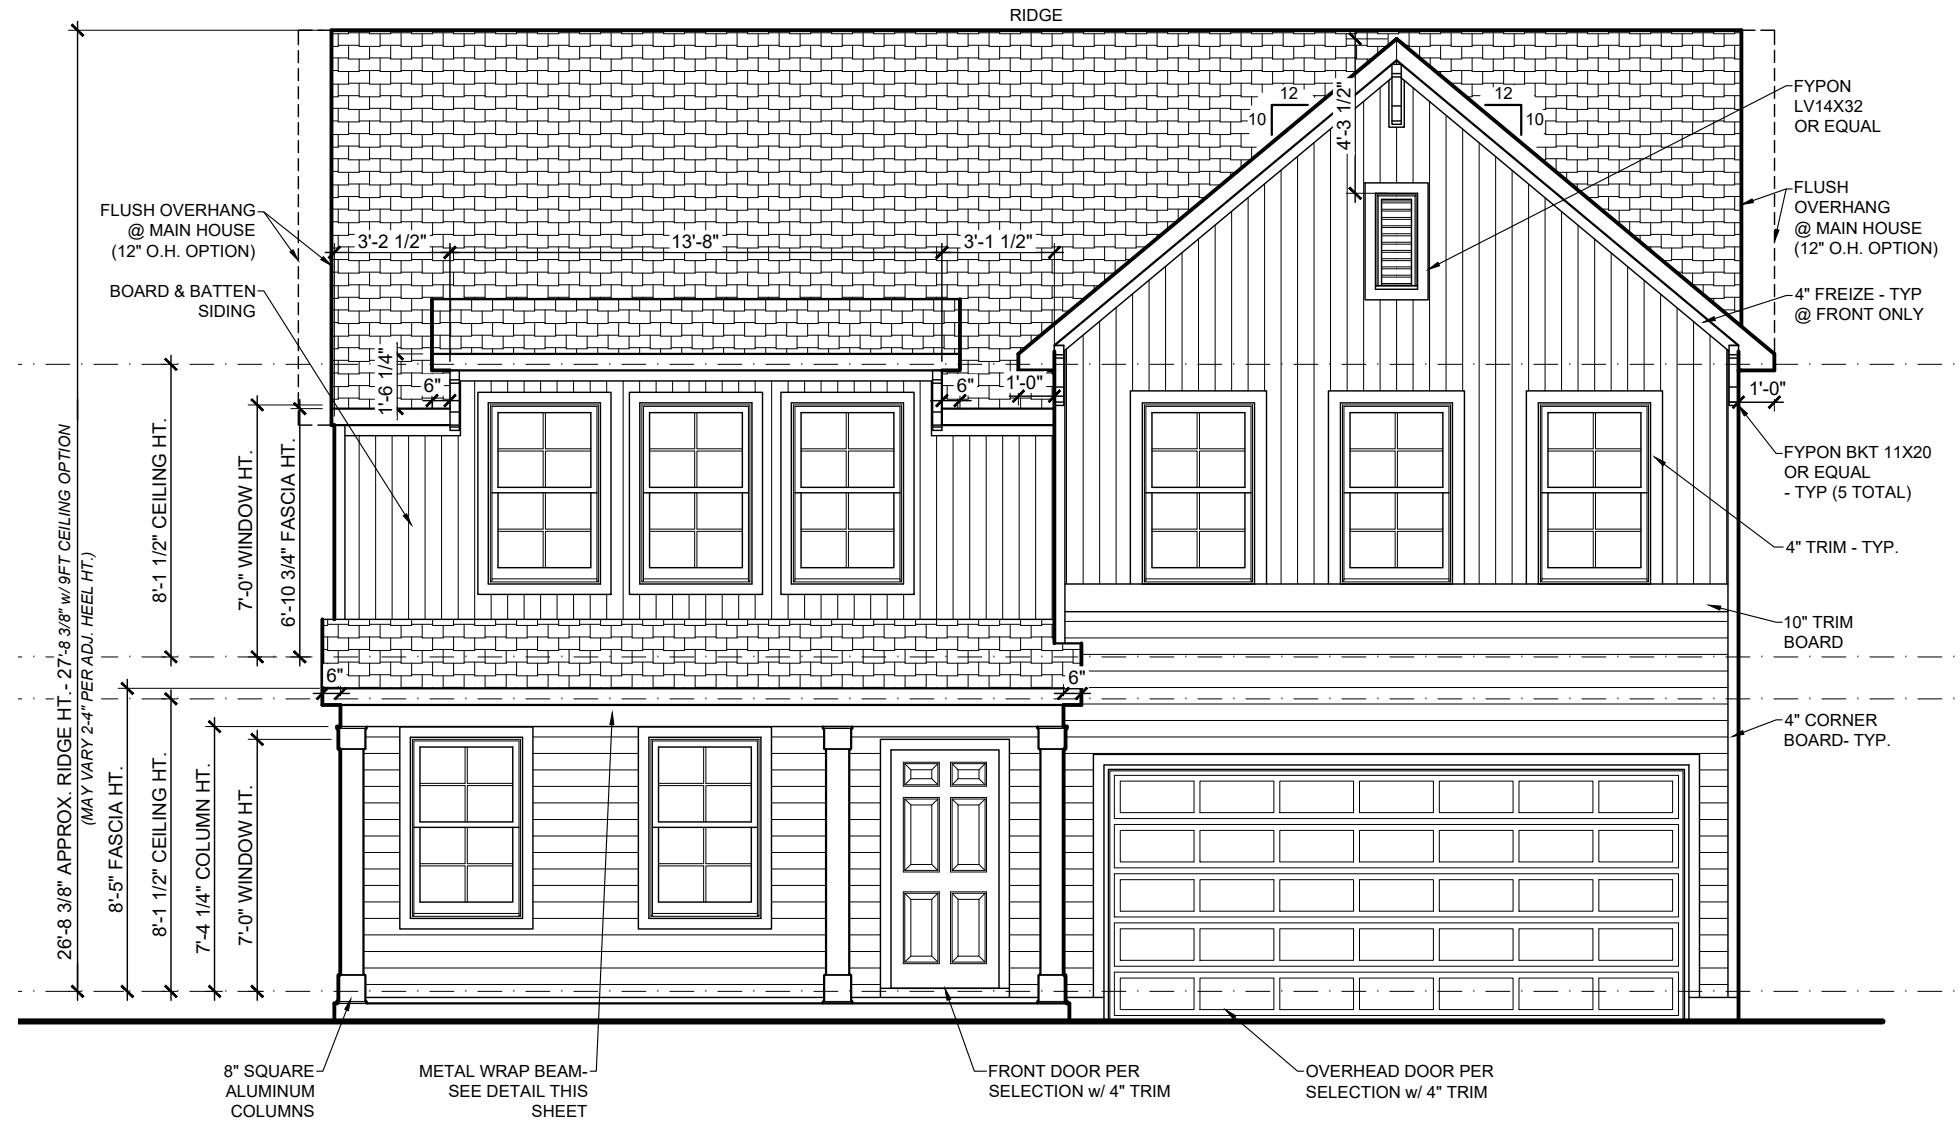 RIDGE
12
10
12
10
4'-3 1/2"
FYPON
LV14X32
OR EQUAL
FLUSH OVERHANG
@ MAIN HOUSE
(12" O.H. OPTION)
FLUSH
OVERHANG
@ MAIN HOUSE
(12" O.H. OPTION)
3'-2 1/2"
13'-8"
3'-1 1/2"
BOARD & BATTEN
SIDING
4" FREIZE - TYP
@ FRONT ONLY
1'-6 1/4"
6"
6"
1'-0"
1'-0"
FYPON BKT 11X20
OR EQUAL
- TYP (5 TOTAL)
4" TRIM - TYP.
10" TRIM
BOARD
4" CORNER
BOARD- TYP.
26'-8 3/8" APPROX. RIDGE HT. - 27'-8 3/8" w/ 9FT CEILING OPTION
(MAY VARY 2-4" PER ADJ. HEEL HT.)
8'-1 1/2" CEILING HT.
7'-0" WINDOW HT.
6'-10 3/4" FASCIA HT.
6"
6"
8'-5" FASCIA HT.
8'-1 1/2" CEILING HT.
7'-4 1/4" COLUMN HT.
7'-0" WINDOW HT.
8" SQUARE
ALUMINUM
COLUMNS
METAL WRAP BEAM-
SEE DETAIL THIS
SHEET
FRONT DOOR PER
SELECTION w/ 4" TRIM
OVERHEAD DOOR PER
SELECTION w/ 4" TRIM